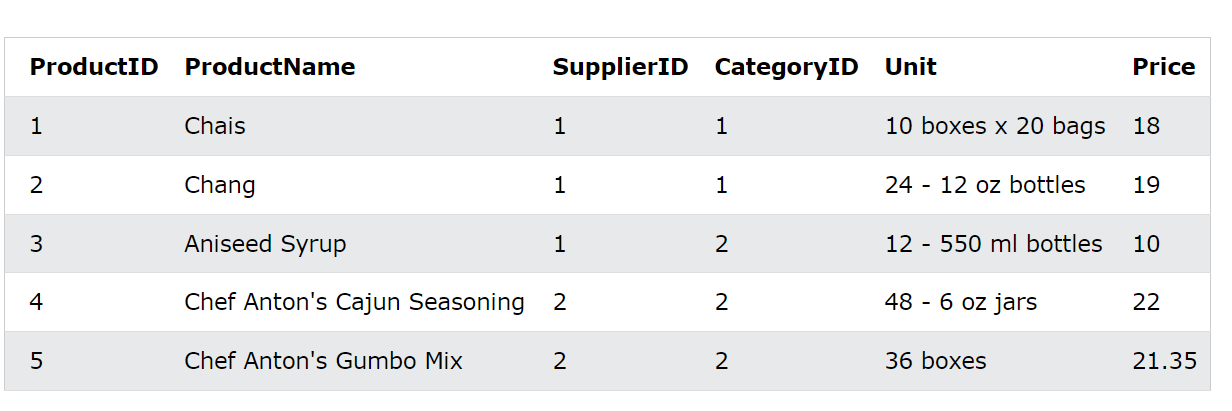 ProductID ProductName SupplierID CategoryID Unit Price
1 Chais 1 1 10 boxes x 20 bags 18
2 Chang 1 1 24 - 12 oz bottles 19
3 Aniseed Syrup 1 2 12 - 550 ml bottles 10
4 Chef Anton's Cajun Seasoning 2 2 48 - 6 oz jars 22
5 Chef Anton's Gumbo Mix 2 2 36 boxes 21.35